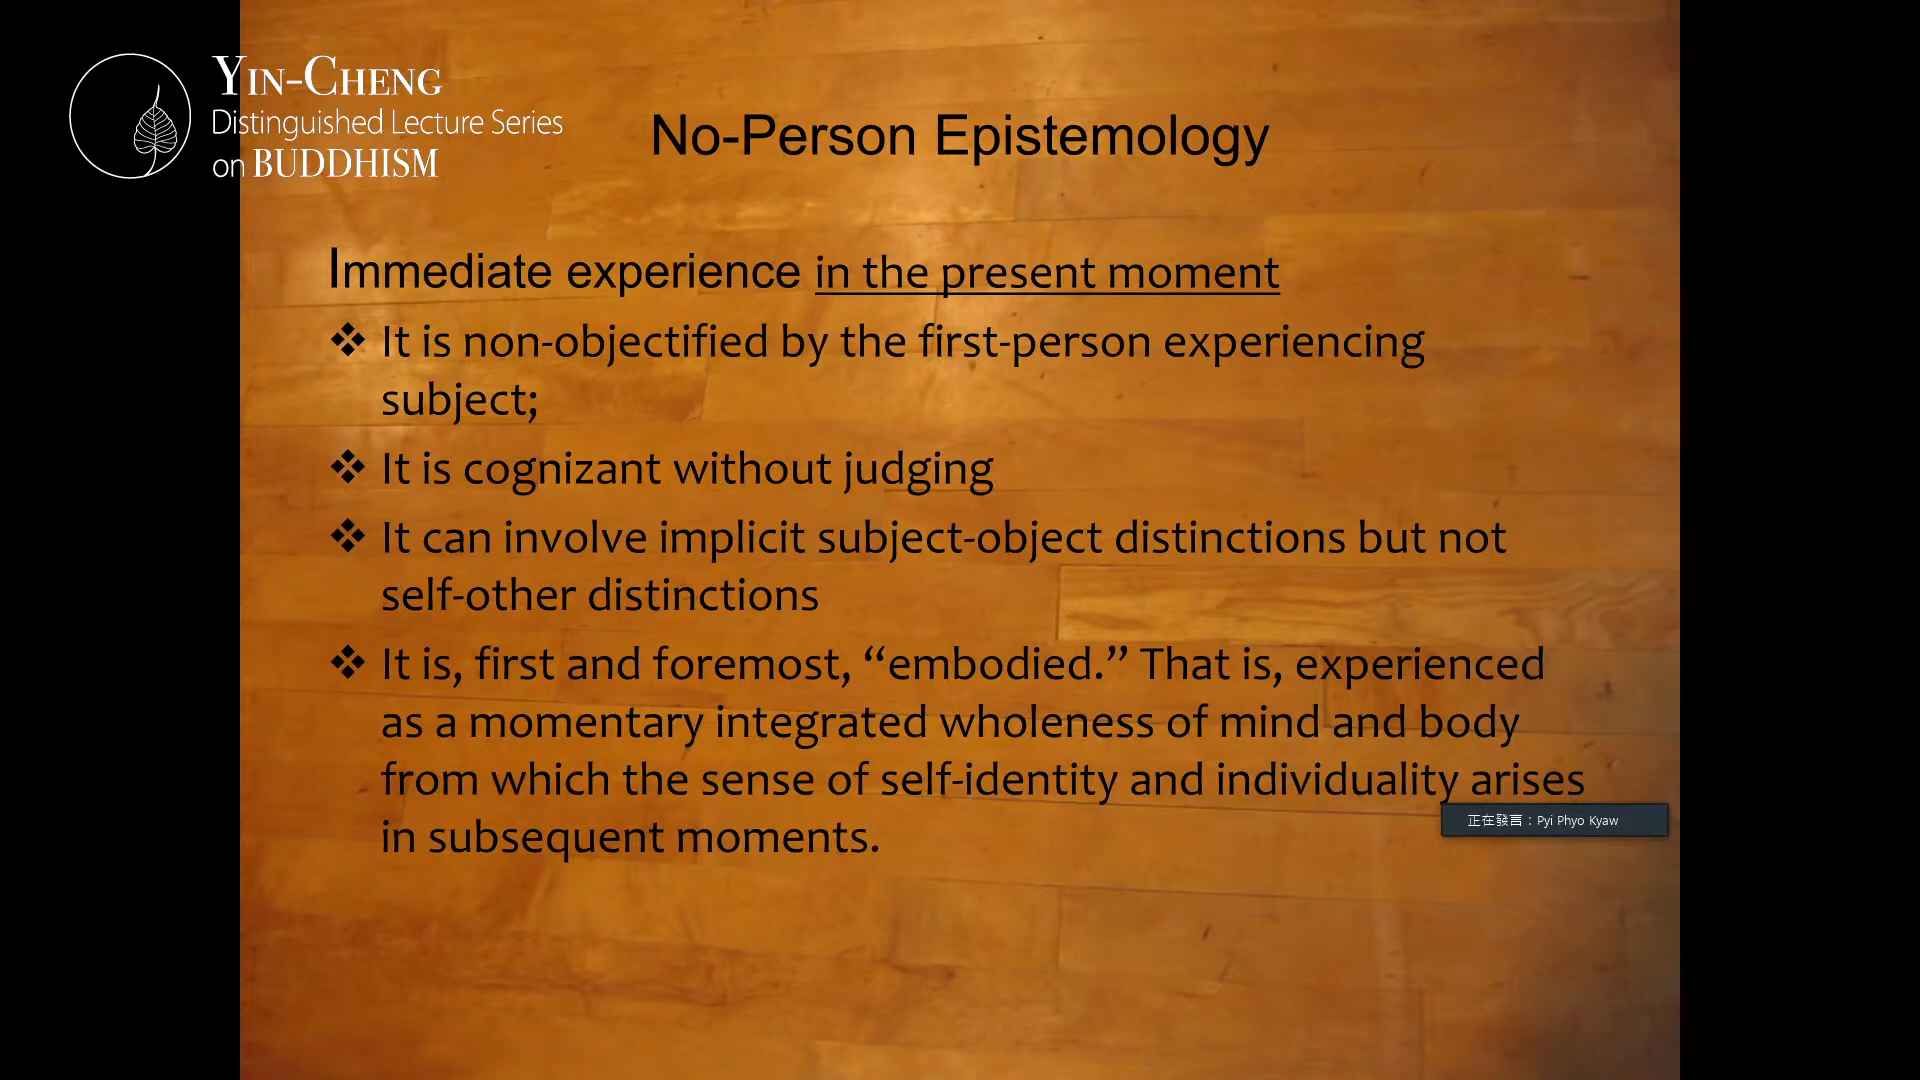 YIN-CHENG
Distinguished Lecture Series
on BUDDHISM
No-Person Epistemology
Immediate experience in the present moment
❖ It is non-objectified by the first-person experiencing
subject;
❖ It is cognizant without judging
❖ It can involve implicit subject-object distinctions but not
self-other distinctions
❖ It is, first and foremost, “embodied.” That is, experienced
as a momentary integrated wholeness of mind and body
from which the sense of self-identity and individuality arises
in subsequent moments.
正在發言：Pyi Phyo Kyaw